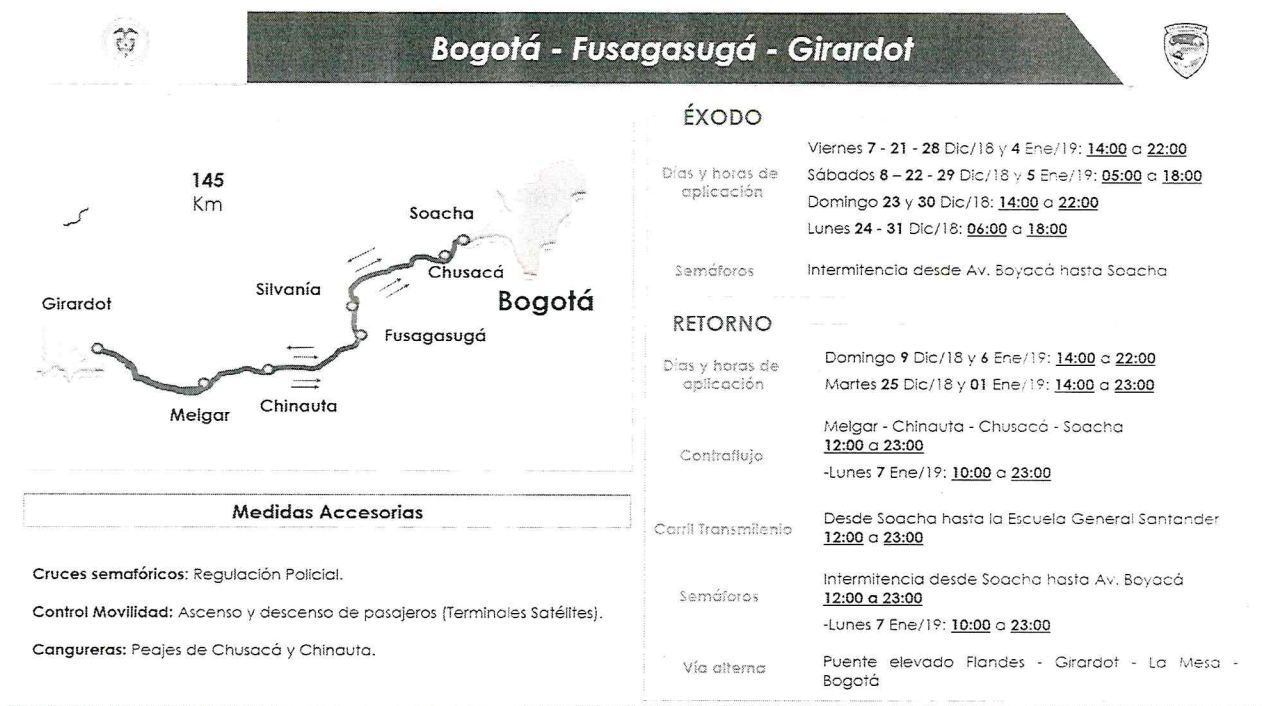 Bogotá - Fusagasugá - Girardot
145
Km
Soacha
Chusacá
Bogotá
Silvanía
Fusagasugá
Girardot
Chinauta
Melgar
Medidas Accesorias
Cruces semafóricos: Regulación Policial.
Control Movilidad: Ascenso y descenso de pasajeros (Terminales Satélites).
Cangureras: Peajes de Chusacá y Chinauta.
ÉXODO
Días y horas de
aplicación
Viernes 7 - 21 - 28 Dic/18 y 4 Ene/19: 14:00 a 22:00
Sábados 8 – 22 - 29 Dic/18 y 5 Ene/19: 05:00 a 18:00
Domingo 23 y 30 Dic/18: 14:00 a 22:00
Lunes 24 - 31 Dic/18: 06:00 a 18:00
Semáforos
Intermitencia desde Av. Boyacá hasta Soacha
RETORNO
Días y horas de
aplicación
Domingo 9 Dic/18 y 6 Ene/19: 14:00 a 22:00
Martes 25 Dic/18 y 01 Ene/19: 14:00 a 23:00
Contraflujo
Melgar - Chinauta - Chusacá - Soacha
12:00 a 23:00
-Lunes 7 Ene/19: 10:00 a 23:00
Carril Transmilenio
Desde Soacha hasta la Escuela General Santander
12:00 a 23:00
Semáforos
Intermitencia desde Soacha hasta Av. Boyacá
12:00 a 23:00
-Lunes 7 Ene/19: 10:00 a 23:00
Vía alterna
Puente elevado Flandes - Girardot - La Mesa -
Bogotá